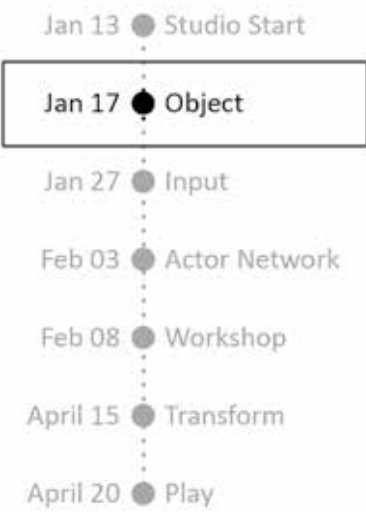 Jan 13 Studio Start
Jan 17 Object
Jan 27 Input
Feb 03 Actor Network
Feb 08 Workshop
April 15 Transform
April 20 Play